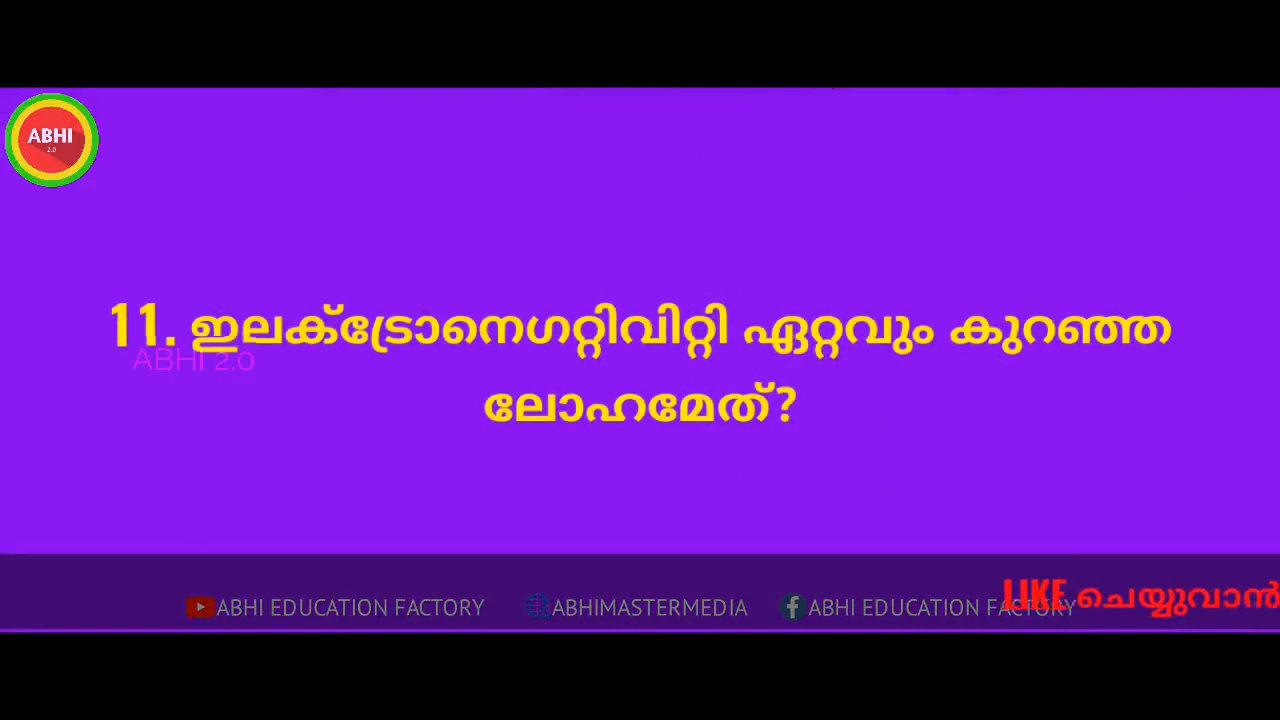 ABHI
2.0
11. ഇലക്ട്രോനെഗറ്റിവിറ്റി ഏറ്റവും കുറഞ്ഞ
ABHI 2.0
ലോഹമേത്?
ABHI EDUCATION FACTORY ABHIMASTERMEDIA ABHI EDUCATION FACTORY
LIKE ചെയ്യുവാൻ